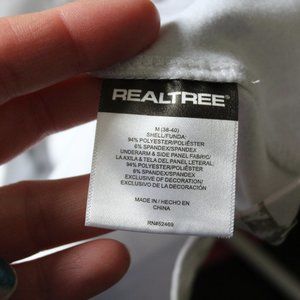 REALTREE®
M (38-40)
SHELL/FUNDA:
94% POLYESTER/POLIÉSTER
6% SPANDEX/SPANDEX
UNDERARM & SIDE PANEL FABRIC/
LA AXILA & TELA DEL PANEL LATERAL:
94% POLYESTER/POLIÉSTER
6% SPANDEX/SPANDEX
EXCLUSIVE OF DECORATION/
EXCLUSIVO DE LA DECORACIÓN
MADE IN / HECHO EN
CHINA
RN#52469